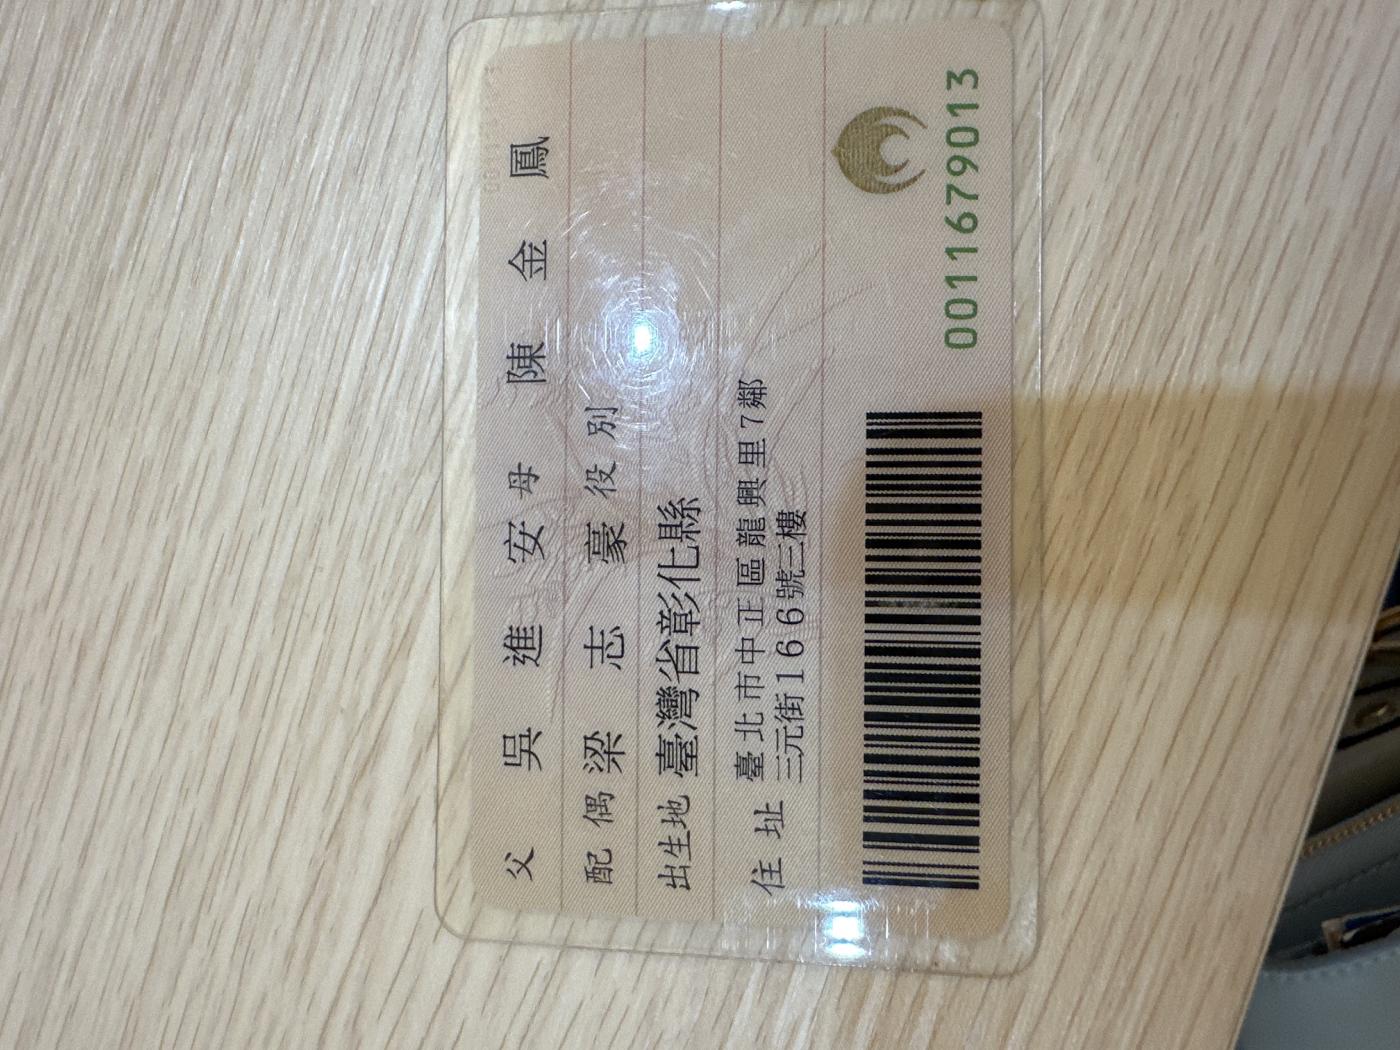 父 吳進安 母 陳金鳳
配偶 梁志豪 役別
出生地 臺灣省彰化縣
住址 臺北市中正區龍興里7鄰
三元街166號三樓
0011679013